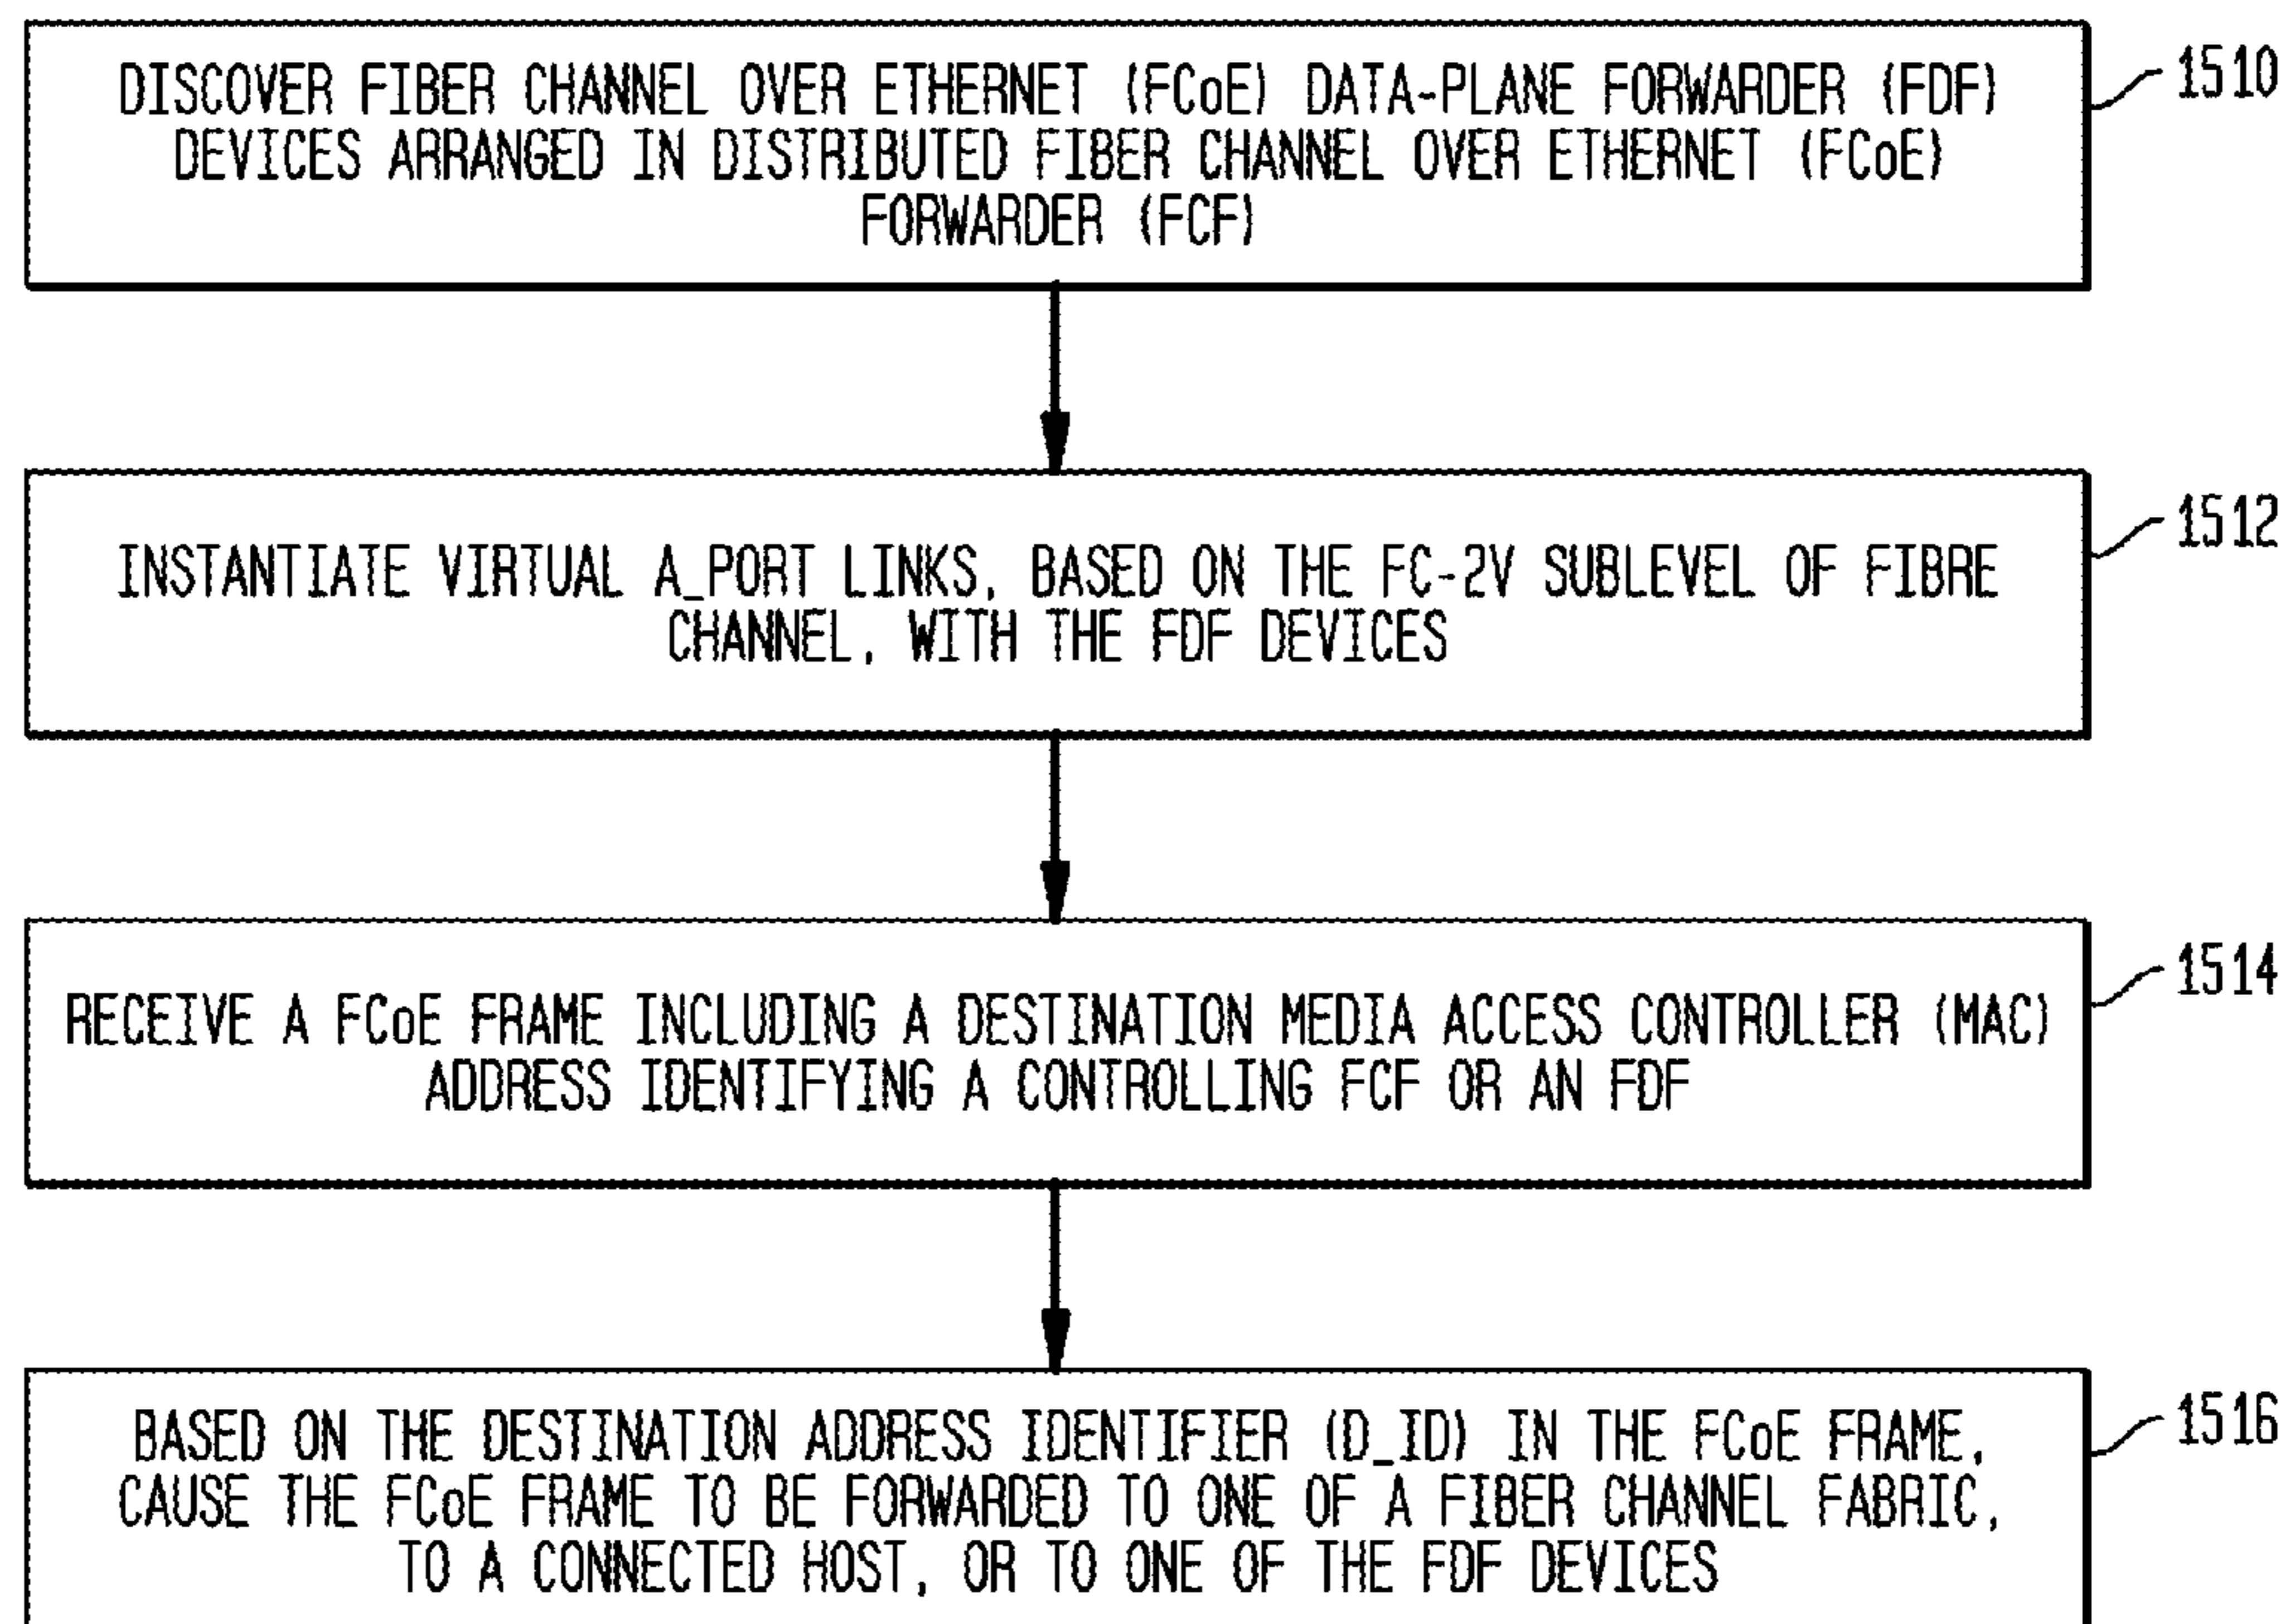 DISCOVER FIBER CHANNEL OVER ETHERNET (FCoE) DATA-PLANE FORWARDER (FDF)
DEVICES ARRANGED IN DISTRIBUTED FIBER CHANNEL OVER ETHERNET (FCoE)
FORWARDER (FCF)
1510
INSTANTIATE VIRTUAL A_PORT LINKS, BASED ON THE FC-2V SUBLEVEL OF FIBRE
CHANNEL, WITH THE FDF DEVICES
1512
RECEIVE A FCoE FRAME INCLUDING A DESTINATION MEDIA ACCESS CONTROLLER (MAC)
ADDRESS IDENTIFYING A CONTROLLING FCF OR AN FDF
1514
BASED ON THE DESTINATION ADDRESS IDENTIFIER (D_ID) IN THE FCoE FRAME,
CAUSE THE FCoE FRAME TO BE FORWARDED TO ONE OF A FIBER CHANNEL FABRIC,
TO A CONNECTED HOST, OR TO ONE OF THE FDF DEVICES
1516